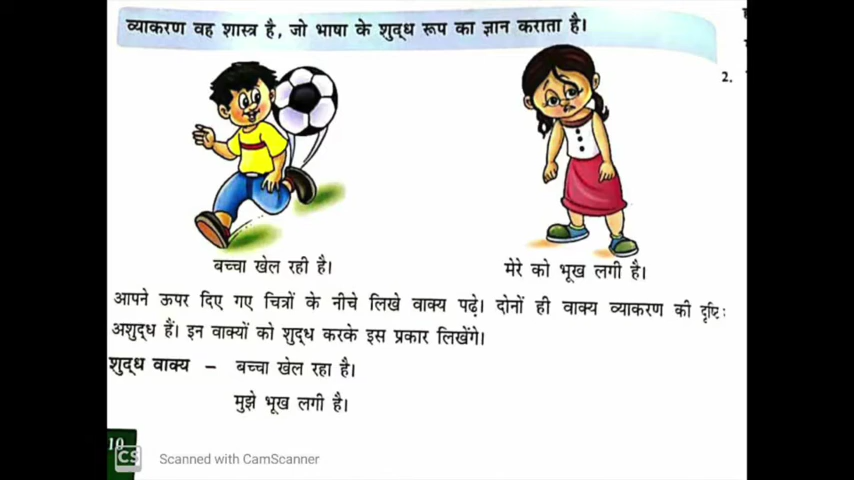 व्याकरण वह शास्त्र है, जो भाषा के शुद्ध रूप का ज्ञान कराता है।
2.
बच्चा खेल रही है।
मेरे को भूख लगी है।
आपने ऊपर दिए गए चित्रों के नीचे लिखे वाक्य पढ़े। दोनों ही वाक्य व्याकरण की दृष्टि
अशुद्ध हैं। इन वाक्यों को शुद्ध करके इस प्रकार लिखेंगे।
शुद्ध वाक्य – बच्चा खेल रहा है।
मुझे भूख लगी है।
10
CS Scanned with CamScanner